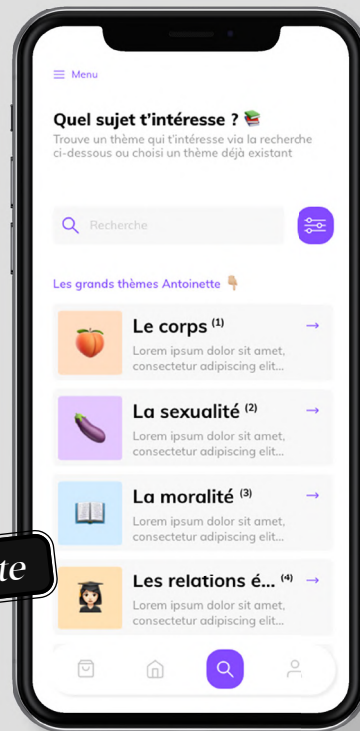 Menu
Quel sujet t'intéresse ?
Trouve un thème qui t'intéresse via la recherche
ci-dessous ou choisi un thème déjà existant
Recherche
Les grands thèmes Antoinette
Le corps (1)
Lorem ipsum dolor sit amet,
consectetur adipiscing elit...
La sexualité (2)
Lorem ipsum dolor sit amet,
consectetur adipiscing elit...
La moralité (3)
Lorem ipsum dolor sit amet,
consectetur adipiscing elit...
te
Les relations é... (4)
Lorem ipsum dolor sit amet,
consectetur adipiscing elit...